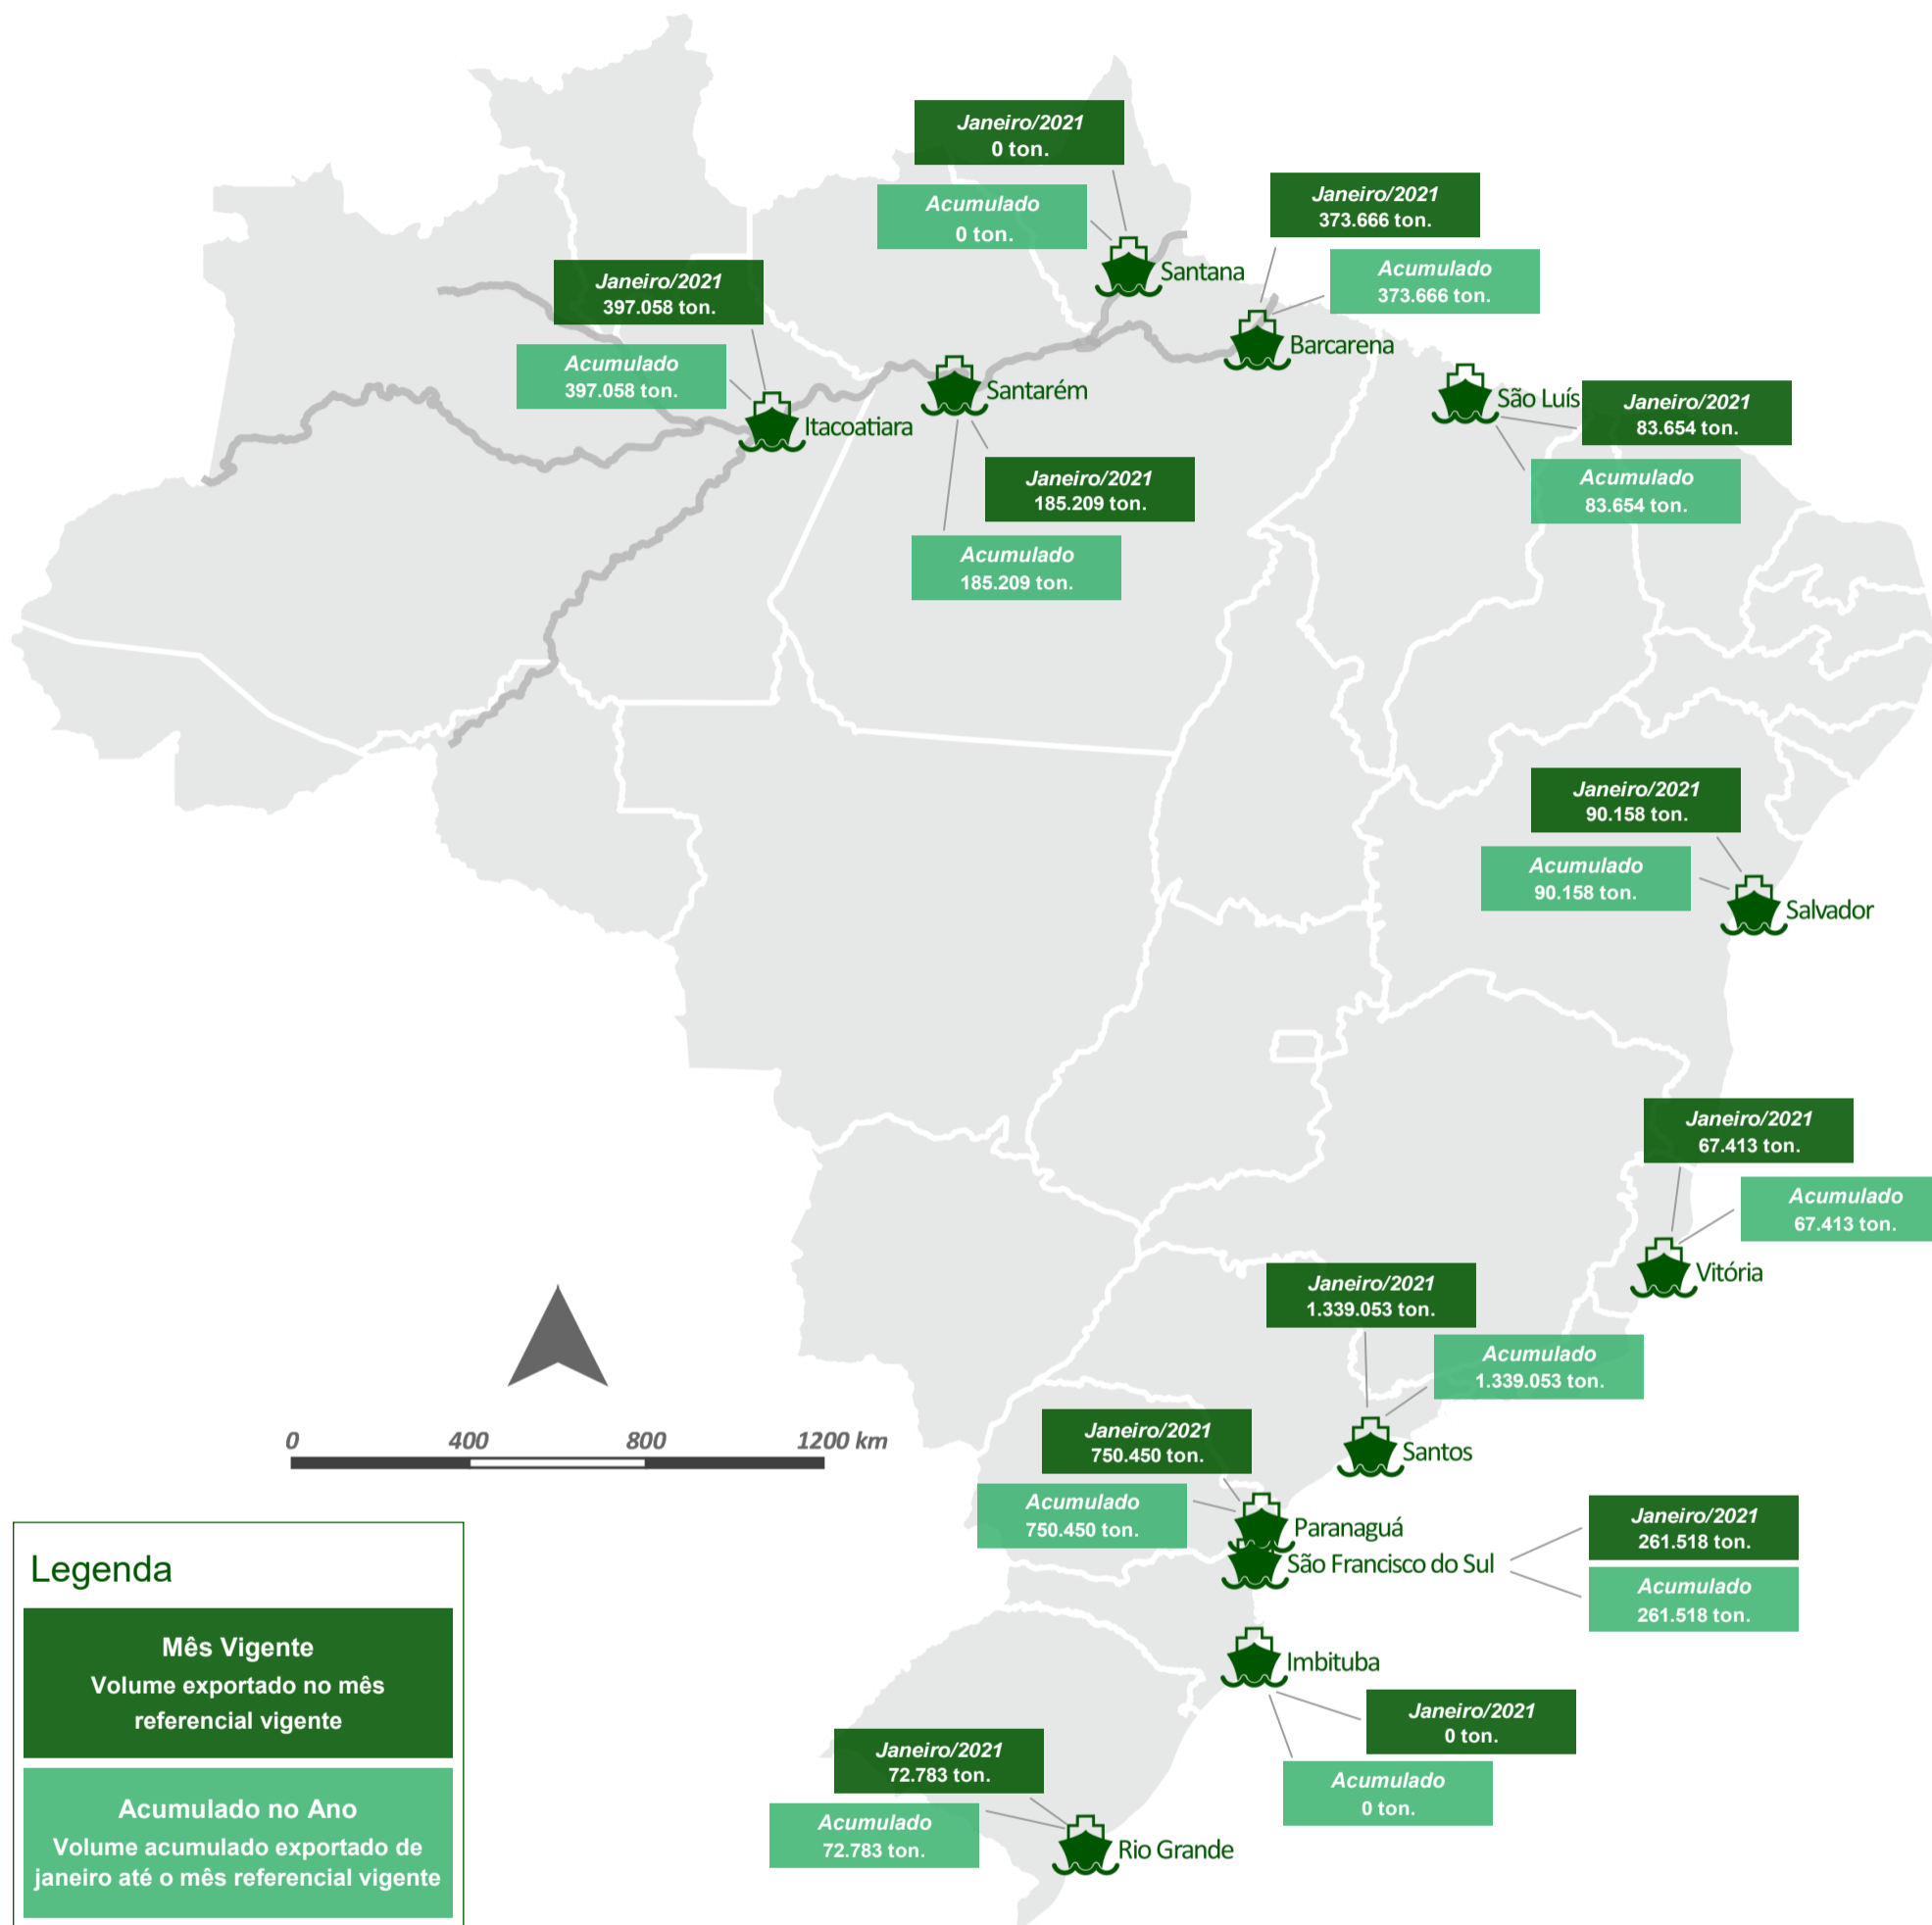 Janeiro/2021
0 ton.
Acumulado
0 ton.
Santana
Janeiro/2021
373.666 ton.
Acumulado
373.666 ton.
Barcarena
Janeiro/2021
397.058 ton.
Acumulado
397.058 ton.
Itacoatiara
Santarém
Janeiro/2021
185.209 ton.
Acumulado
185.209 ton.
São Luís
Janeiro/2021
83.654 ton.
Acumulado
83.654 ton.
Janeiro/2021
90.158 ton.
Acumulado
90.158 ton.
Salvador
Janeiro/2021
67.413 ton.
Acumulado
67.413 ton.
Vitória
Janeiro/2021
1.339.053 ton.
Acumulado
1.339.053 ton.
Santos
Janeiro/2021
750.450 ton.
Acumulado
750.450 ton.
Paranaguá
São Francisco do Sul
Janeiro/2021
261.518 ton.
Acumulado
261.518 ton.
Imbituba
Janeiro/2021
0 ton.
Acumulado
0 ton.
Janeiro/2021
72.783 ton.
Acumulado
72.783 ton.
Rio Grande
0 400 800 1200 km
Legenda
Mês Vigente
Volume exportado no mês
referencial vigente
Acumulado no Ano
Volume acumulado exportado de
janeiro até o mês referencial vigente